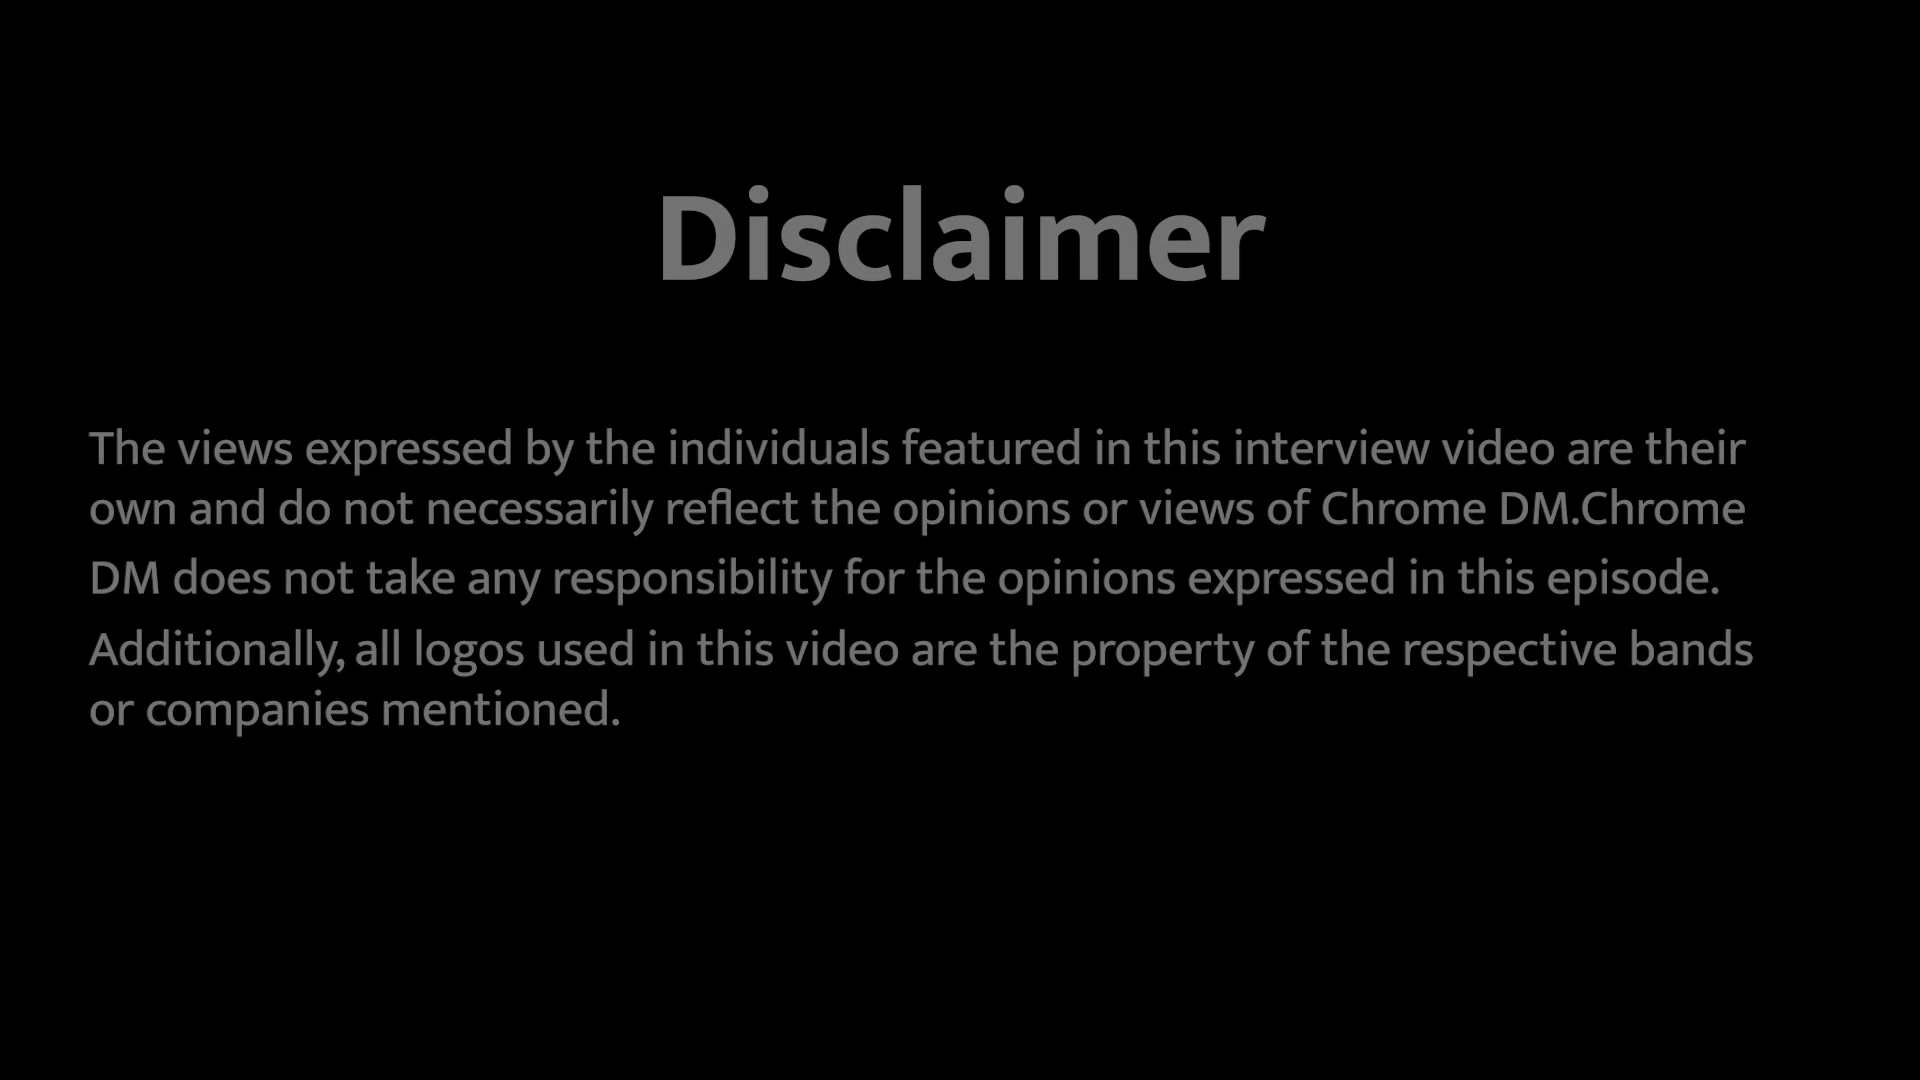 Disclaimer
The views expressed by the individuals featured in this interview video are their
own and do not necessarily reflect the opinions or views of Chrome DM.Chrome
DM does not take any responsibility for the opinions expressed in this episode.
Additionally, all logos used in this video are the property of the respective bands
or companies mentioned.